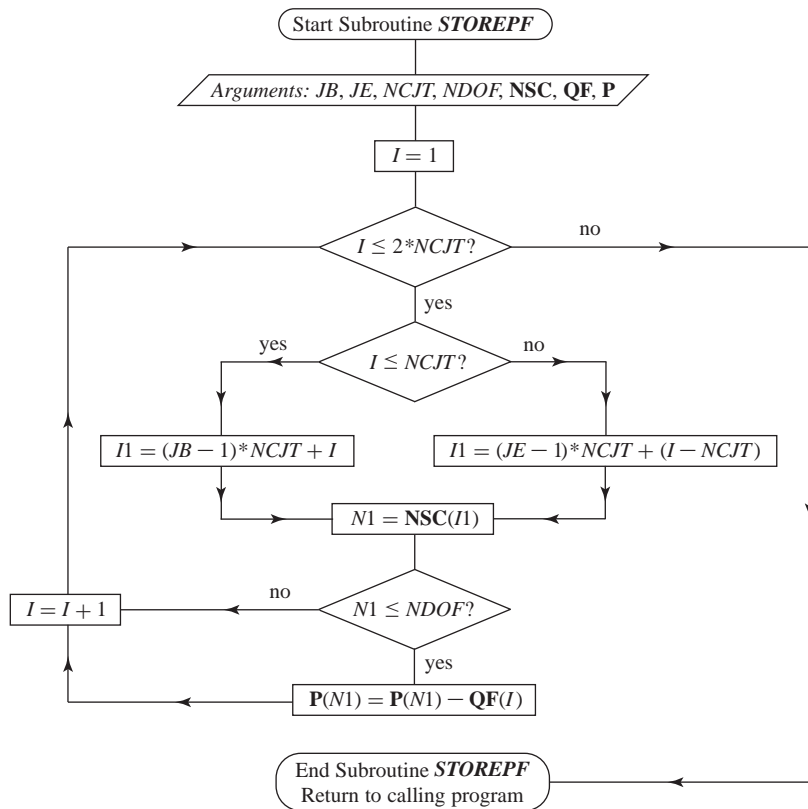 Start Subroutine STOREPF
Arguments: JB, JE, NCJT, NDOF, NSC, QF, P
I = 1
I ≤ 2*NCJT?
no
yes
yes
I ≤ NCJT?
no
I1 = (JB − 1)*NCJT + I
I1 = (JE − 1)*NCJT + (I − NCJT)
N1 = NSC(I1)
no
I = I + 1
N1 ≤ NDOF?
yes
P(N1) = P(N1) − QF(I)
End Subroutine STOREPF
Return to calling program